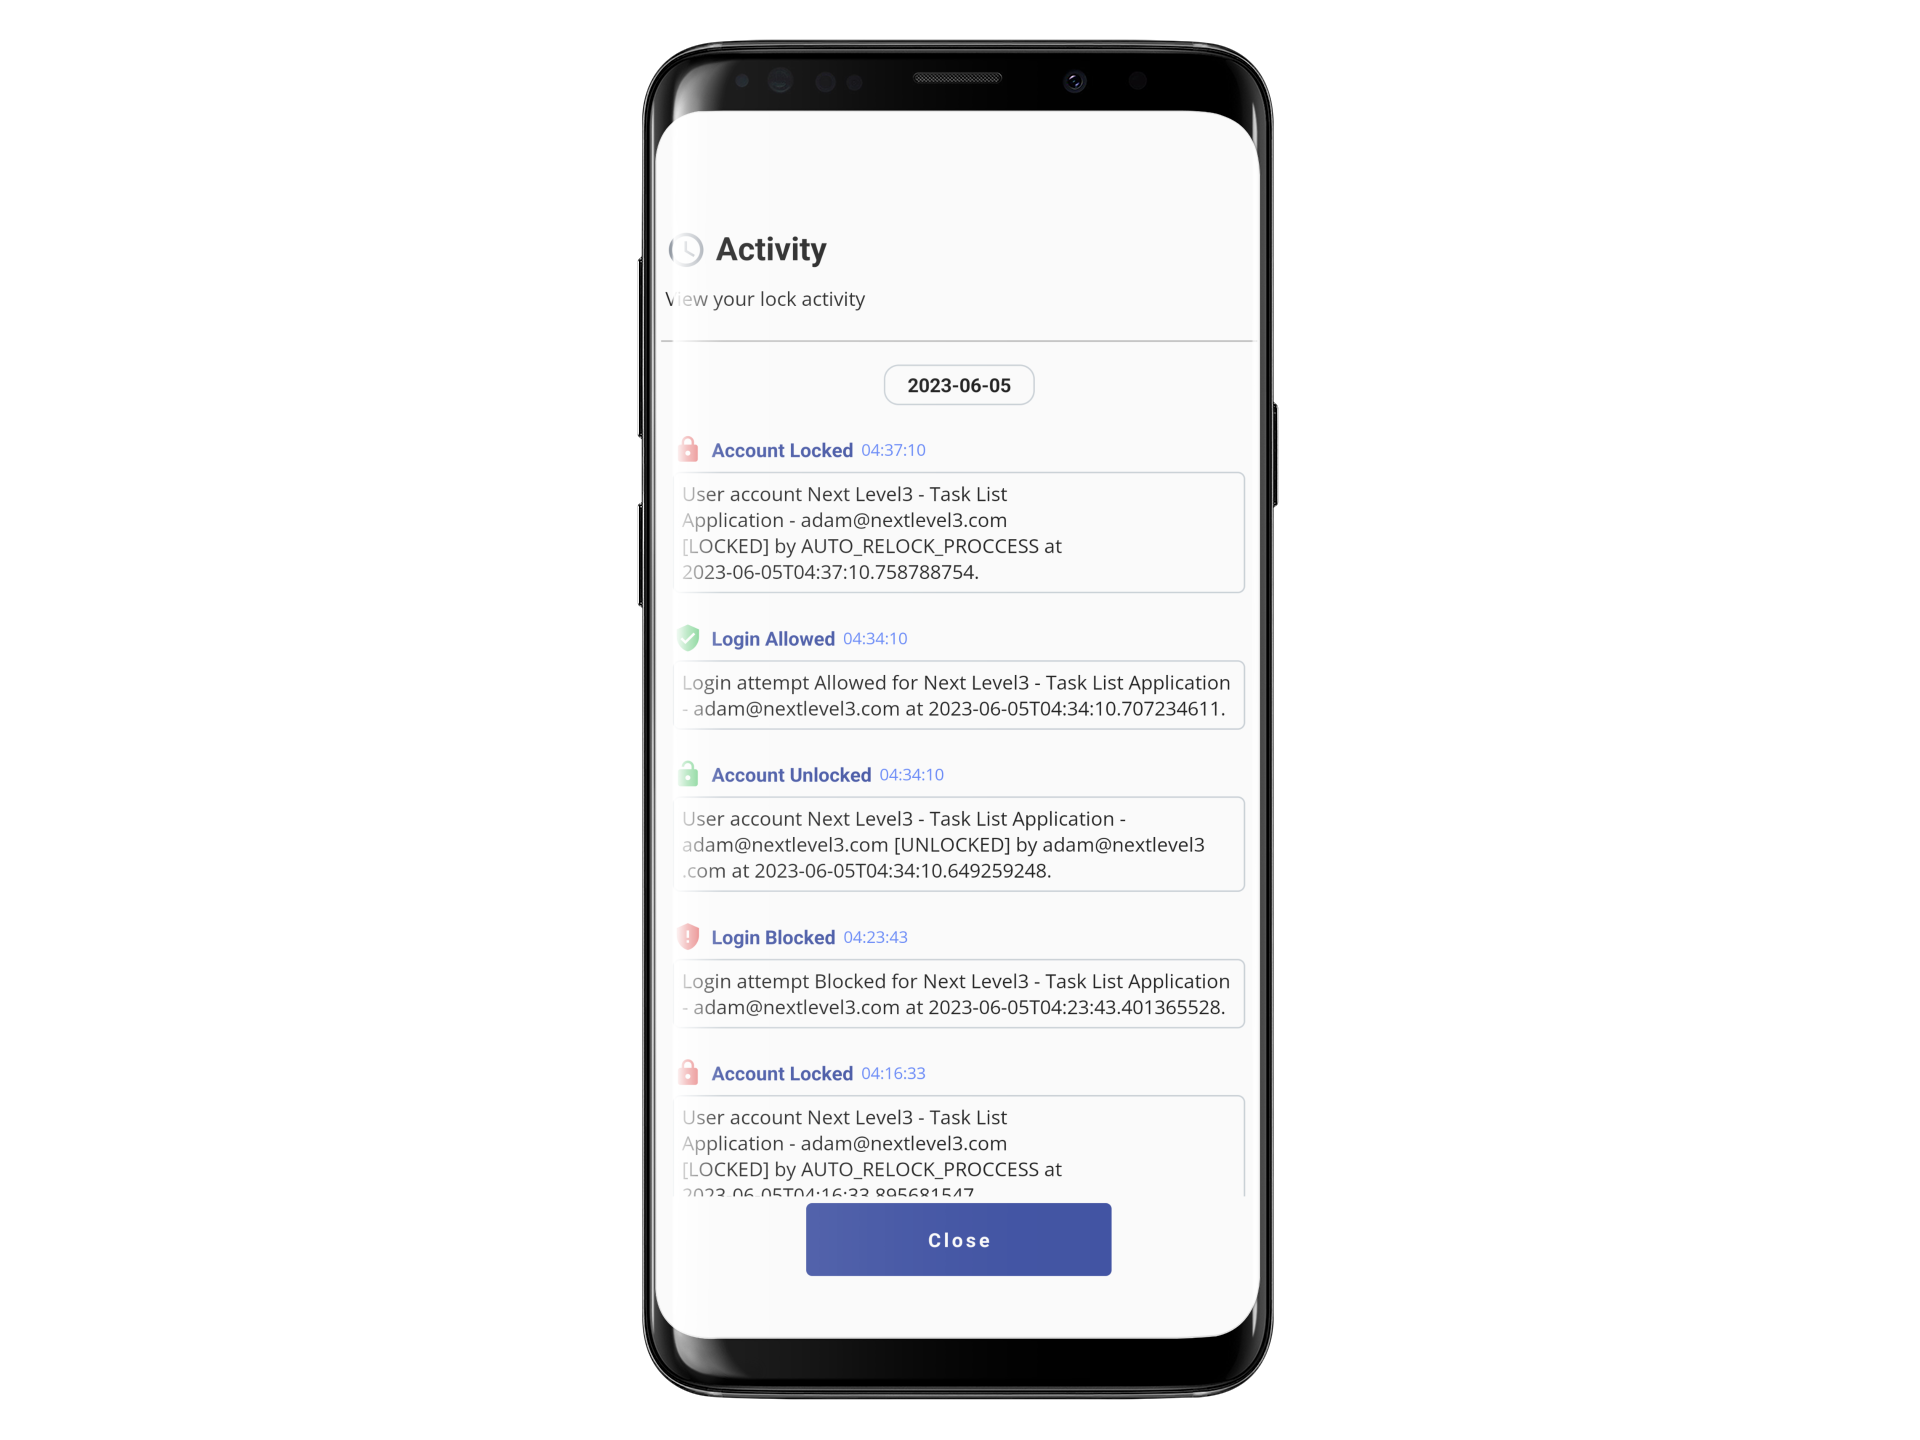 Activity
View your lock activity
2023-06-05
Account Locked 04:37:10
User account Next Level3 - Task List
Application - adam@nextlevel3.com
[LOCKED] by AUTO_RELOCK_PROCCESS at
2023-06-05T04:37:10.758788754.
Login Allowed 04:34:10
Login attempt Allowed for Next Level3 - Task List Application
- adam@nextlevel3.com at 2023-06-05T04:34:10.707234611.
Account Unlocked 04:34:10
User account Next Level3 - Task List Application -
adam@nextlevel3.com [UNLOCKED] by adam@nextlevel3
.com at 2023-06-05T04:34:10.649259248.
Login Blocked 04:23:43
Login attempt Blocked for Next Level3 - Task List Application
- adam@nextlevel3.com at 2023-06-05T04:23:43.401365528.
Account Locked 04:16:33
User account Next Level3 - Task List
Application - adam@nextlevel3.com
[LOCKED] by AUTO_RELOCK_PROCCESS at
2023-06-05T04:16:33.895681547
Close